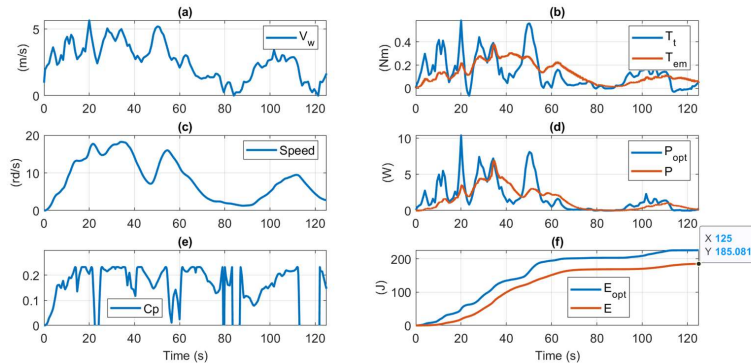 (a)
5
0
(m/s)
V_w
0 20 40 60 80 100 120
(b)
0.4
0.2
0
(Nm)
T_t
T_em
0 20 40 60 80 100 120
(c)
20
10
0
(rd/s)
Speed
0 20 40 60 80 100 120
(d)
10
5
0
(W)
P_opt
P
0 20 40 60 80 100 120
(e)
0.2
0.1
0
Cp
0 20 40 60 80 100 120
Time (s)
(f)
200
100
0
(J)
E_opt
E
X 125
Y 185.081
0 20 40 60 80 100 120
Time (s)